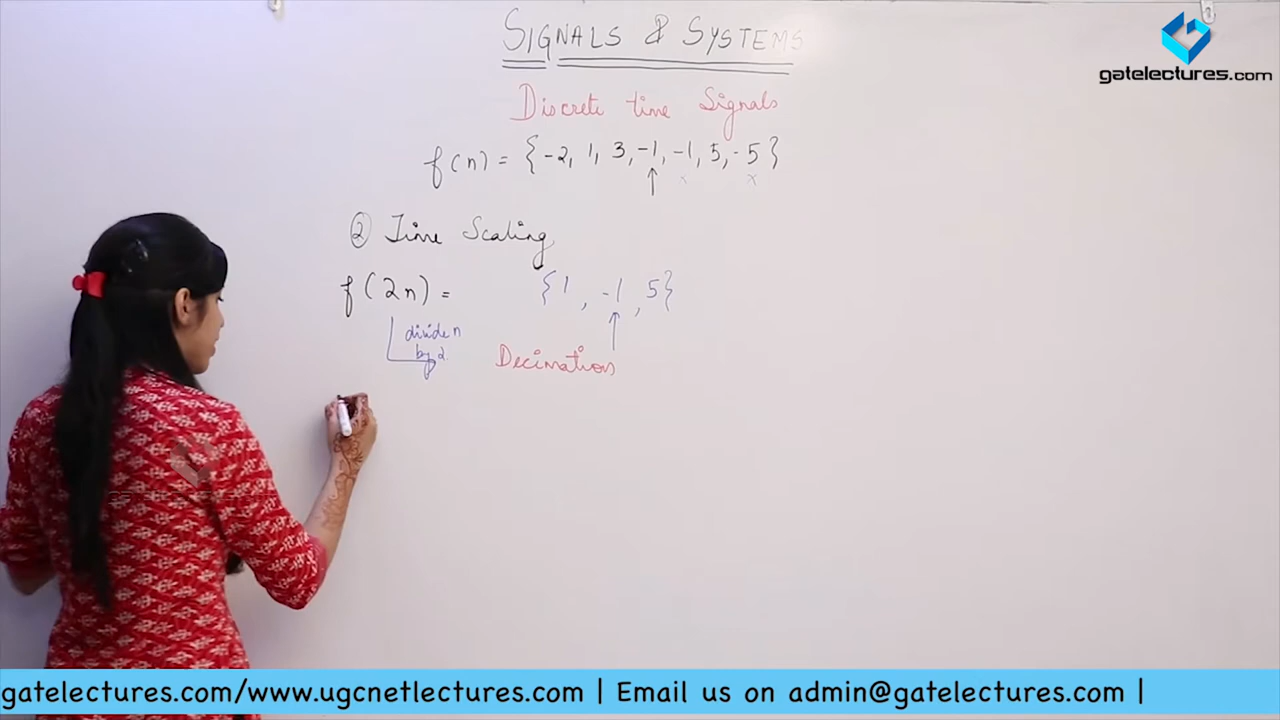 SIGNALS & SYSTEMS
gatelectures.com
Discrete time Signals
f(n) = {-2, 1, 3, -1, -1, 5, -5}
↑ x x
② Time Scaling
f(2n) = {1, -1, 5}
↑
divide n
by 2.
Decimation
gatelectures.com/www.ugcnetlectures.com | Email us on admin@gatelectures.com |